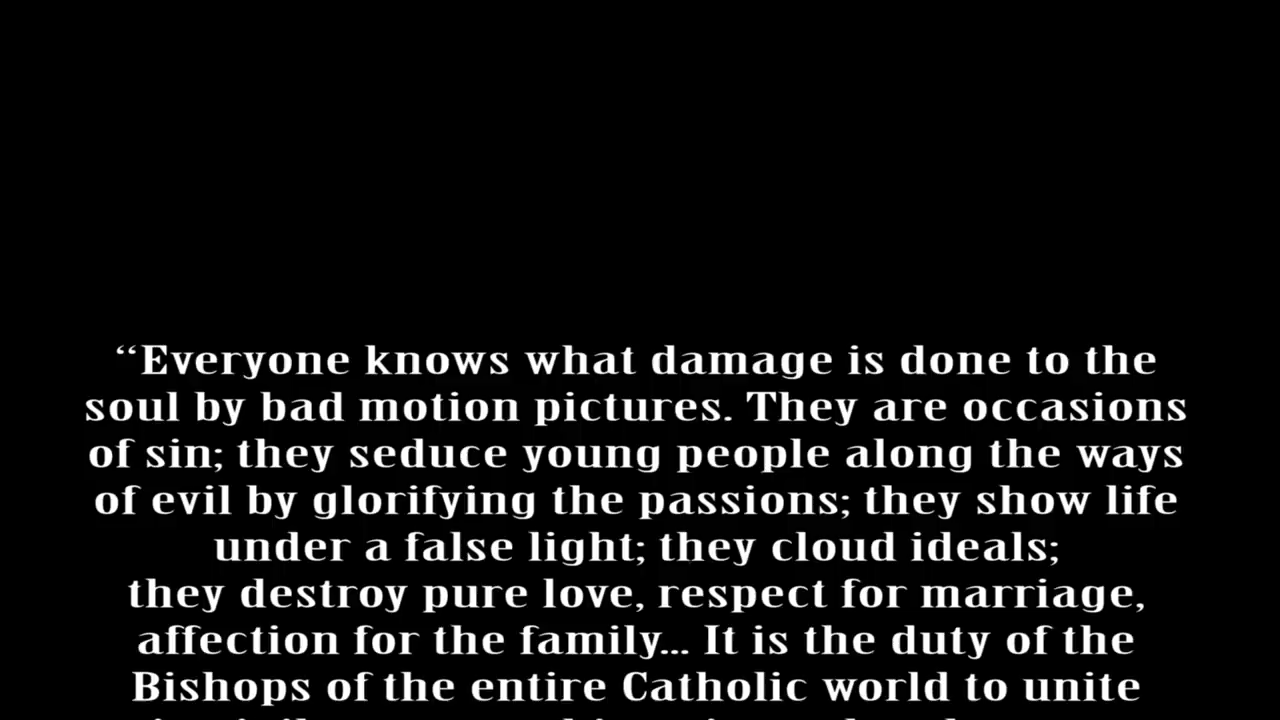 “Everyone knows what damage is done to the
soul by bad motion pictures. They are occasions
of sin; they seduce young people along the ways
of evil by glorifying the passions; they show life
under a false light; they cloud ideals;
they destroy pure love, respect for marriage,
affection for the family... It is the duty of the
Bishops of the entire Catholic world to unite